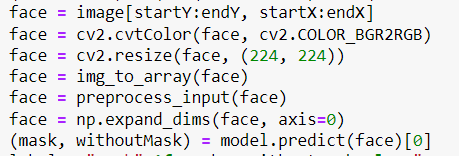 face = image[startY:endY, startX:endX]
face = cv2.cvtColor(face, cv2.COLOR_BGR2RGB)
face = cv2.resize(face, (224, 224))
face = img_to_array(face)
face = preprocess_input(face)
face = np.expand_dims(face, axis=0)
(mask, withoutMask) = model.predict(face)[0]